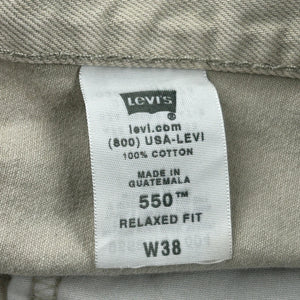 LEVI'S
levi.com
(800) USA-LEVI
100% COTTON
MADE IN
GUATEMALA
550™
RELAXED FIT
W38